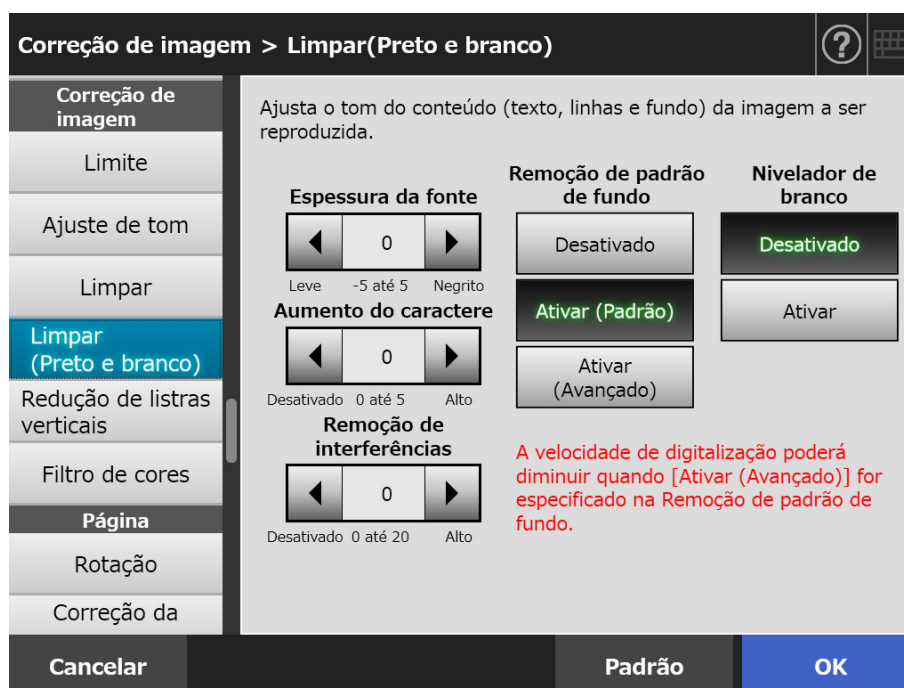 Correção de imagem > Limpar(Preto e branco)
?
Correção de
imagem
Limite
Ajuste de tom
Limpar
Limpar
(Preto e branco)
Redução de listras
verticais
Filtro de cores
Página
Rotação
Correção da
Ajusta o tom do conteúdo (texto, linhas e fundo) da imagem a ser
reproduzida.
Espessura da fonte
0
Leve -5 até 5 Negrito
Aumento do caractere
0
Desativado 0 até 5 Alto
Remoção de
interferências
0
Desativado 0 até 20 Alto
Remoção de padrão
de fundo
Desativado
Ativar (Padrão)
Ativar
(Avançado)
Nivelador de
branco
Desativado
Ativar
A velocidade de digitalização poderá
diminuir quando [Ativar (Avançado)] for
especificado na Remoção de padrão de
fundo.
Cancelar
Padrão
OK